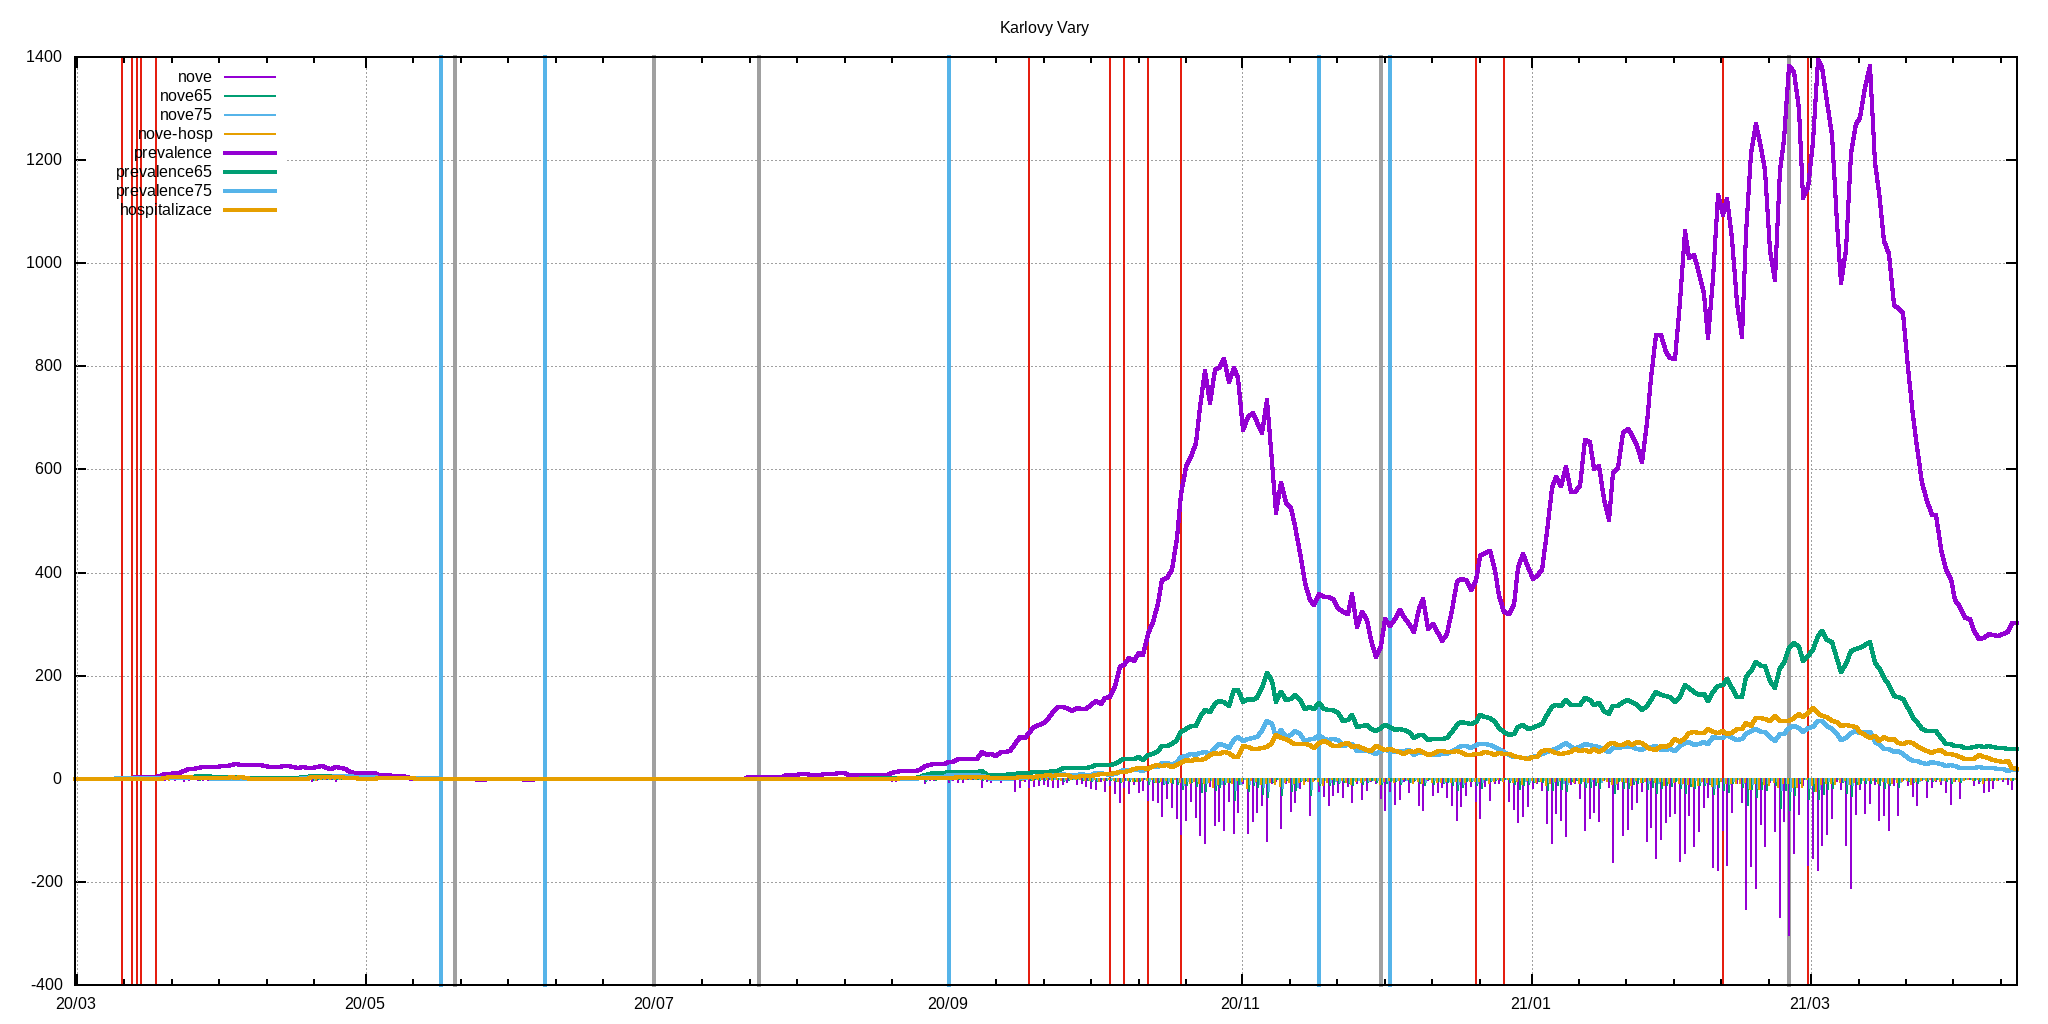 Karlovy Vary
1400
1200
1000
800
600
400
200
0
-200
-400
nove
nove65
nove75
nove-hosp
prevalence
prevalence65
prevalence75
hospitalizace
20/03
20/05
20/07
20/09
20/11
21/01
21/03